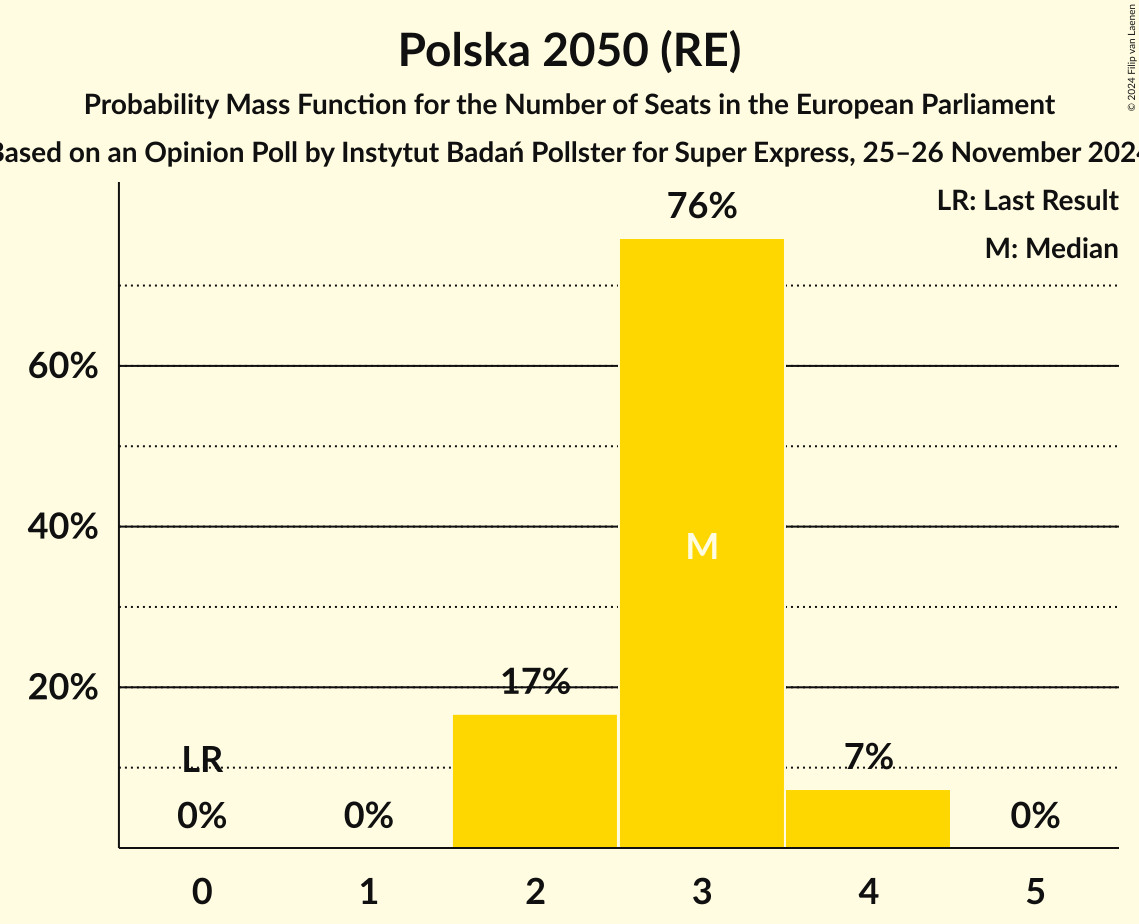 Polska 2050 (RE)
Probability Mass Function for the Number of Seats in the European Parliament
Based on an Opinion Poll by Instytut Badań Pollster for Super Express, 25–26 November 2024
© 2024 Filip van Laenen
LR: Last Result
M: Median
76%
60%
M
40%
17%
20%
LR
7%
0%
0%
0%
0
1
2
3
4
5